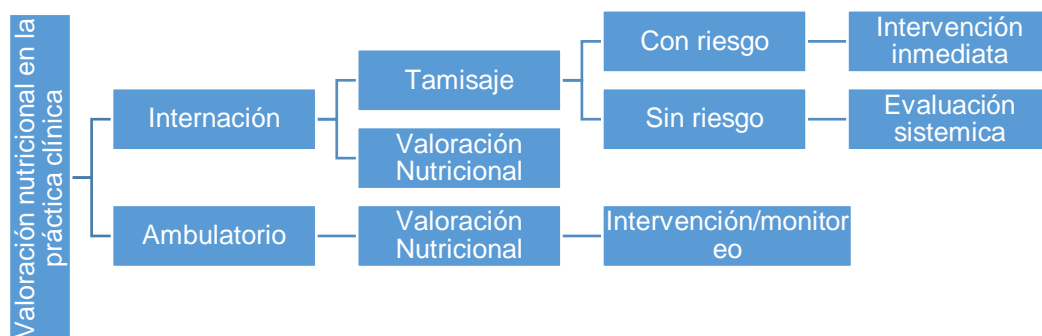 Valoración nutricional en la
práctica clínica
Internación
Tamisaje
Con riesgo
Intervención
inmediata
Sin riesgo
Evaluación
sistemica
Valoración
Nutricional
Ambulatorio
Valoración
Nutricional
Intervención/monitor
eo